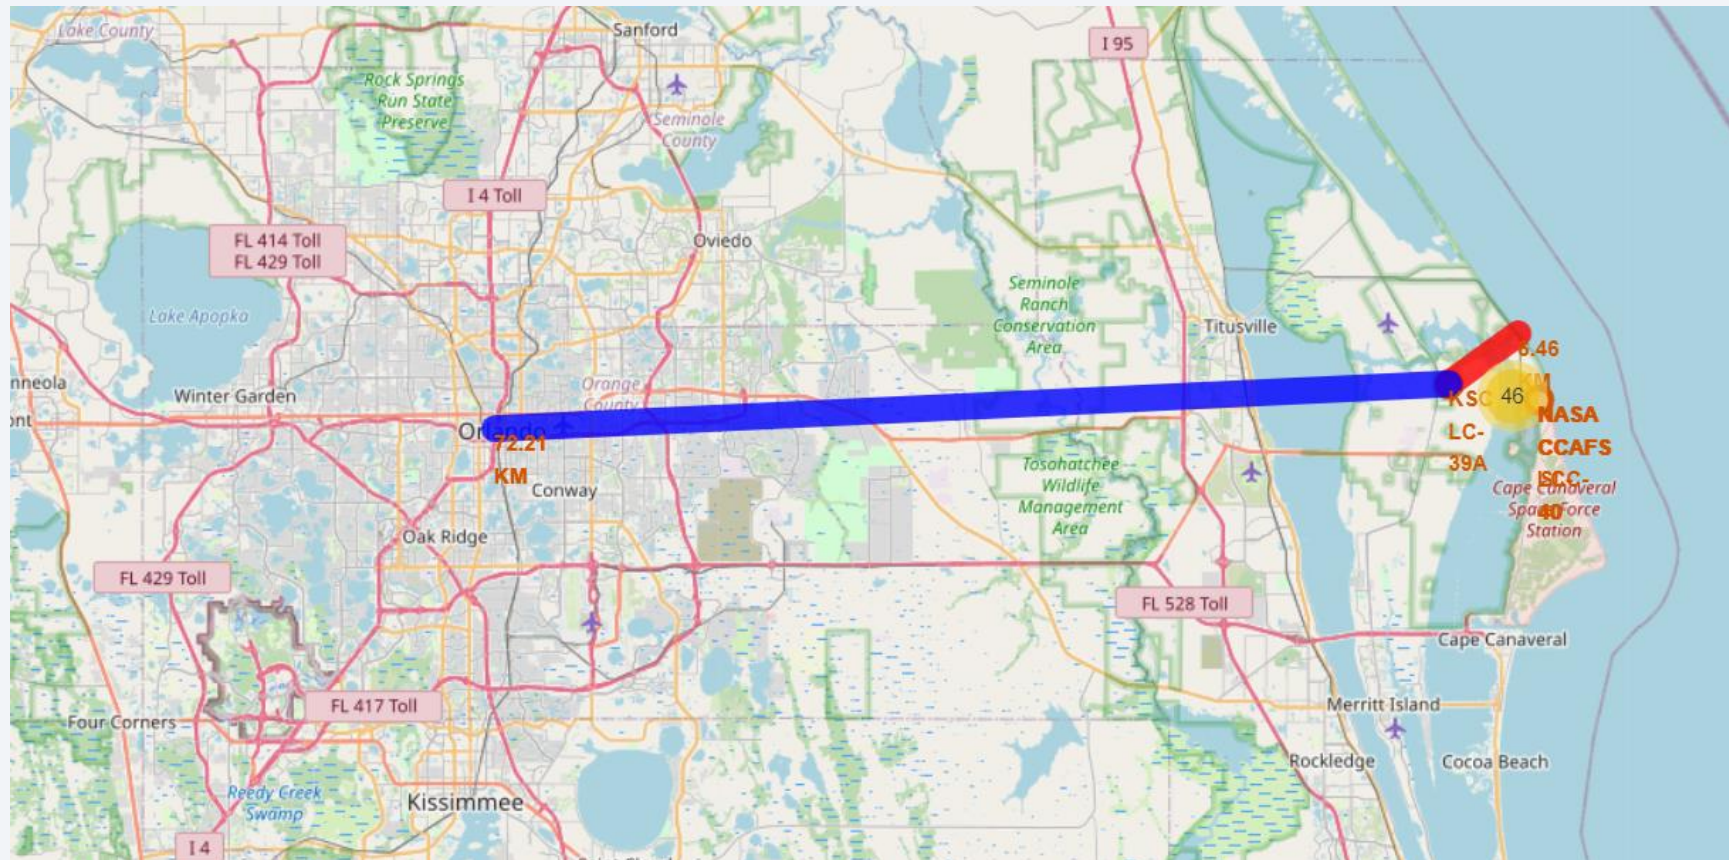 Lake County
Sanford
I 95
Rock Springs
Run State
Preserve
Seminole
County
I 4 Toll
FL 414 Toll
FL 429 Toll
Oviedo
Lake Apopka
Seminole
Ranch
Conservation
Area
Titusville
6.46
KM
nneola
Orange
County
Winter Garden
46
KSC
LC-
39A
NASA
CCAFS
40
ont
Orlando
72.21
KM
Conway
Tosohatchee
Wildlife
Management
Area
Cape Canaveral
Space Force
Station
Oak Ridge
FL 429 Toll
FL 528 Toll
Cape Canaveral
FL 417 Toll
Four Corners
Merritt Island
Rockledge
Cocoa Beach
Reedy Creek
Swamp
Kissimmee
I 4